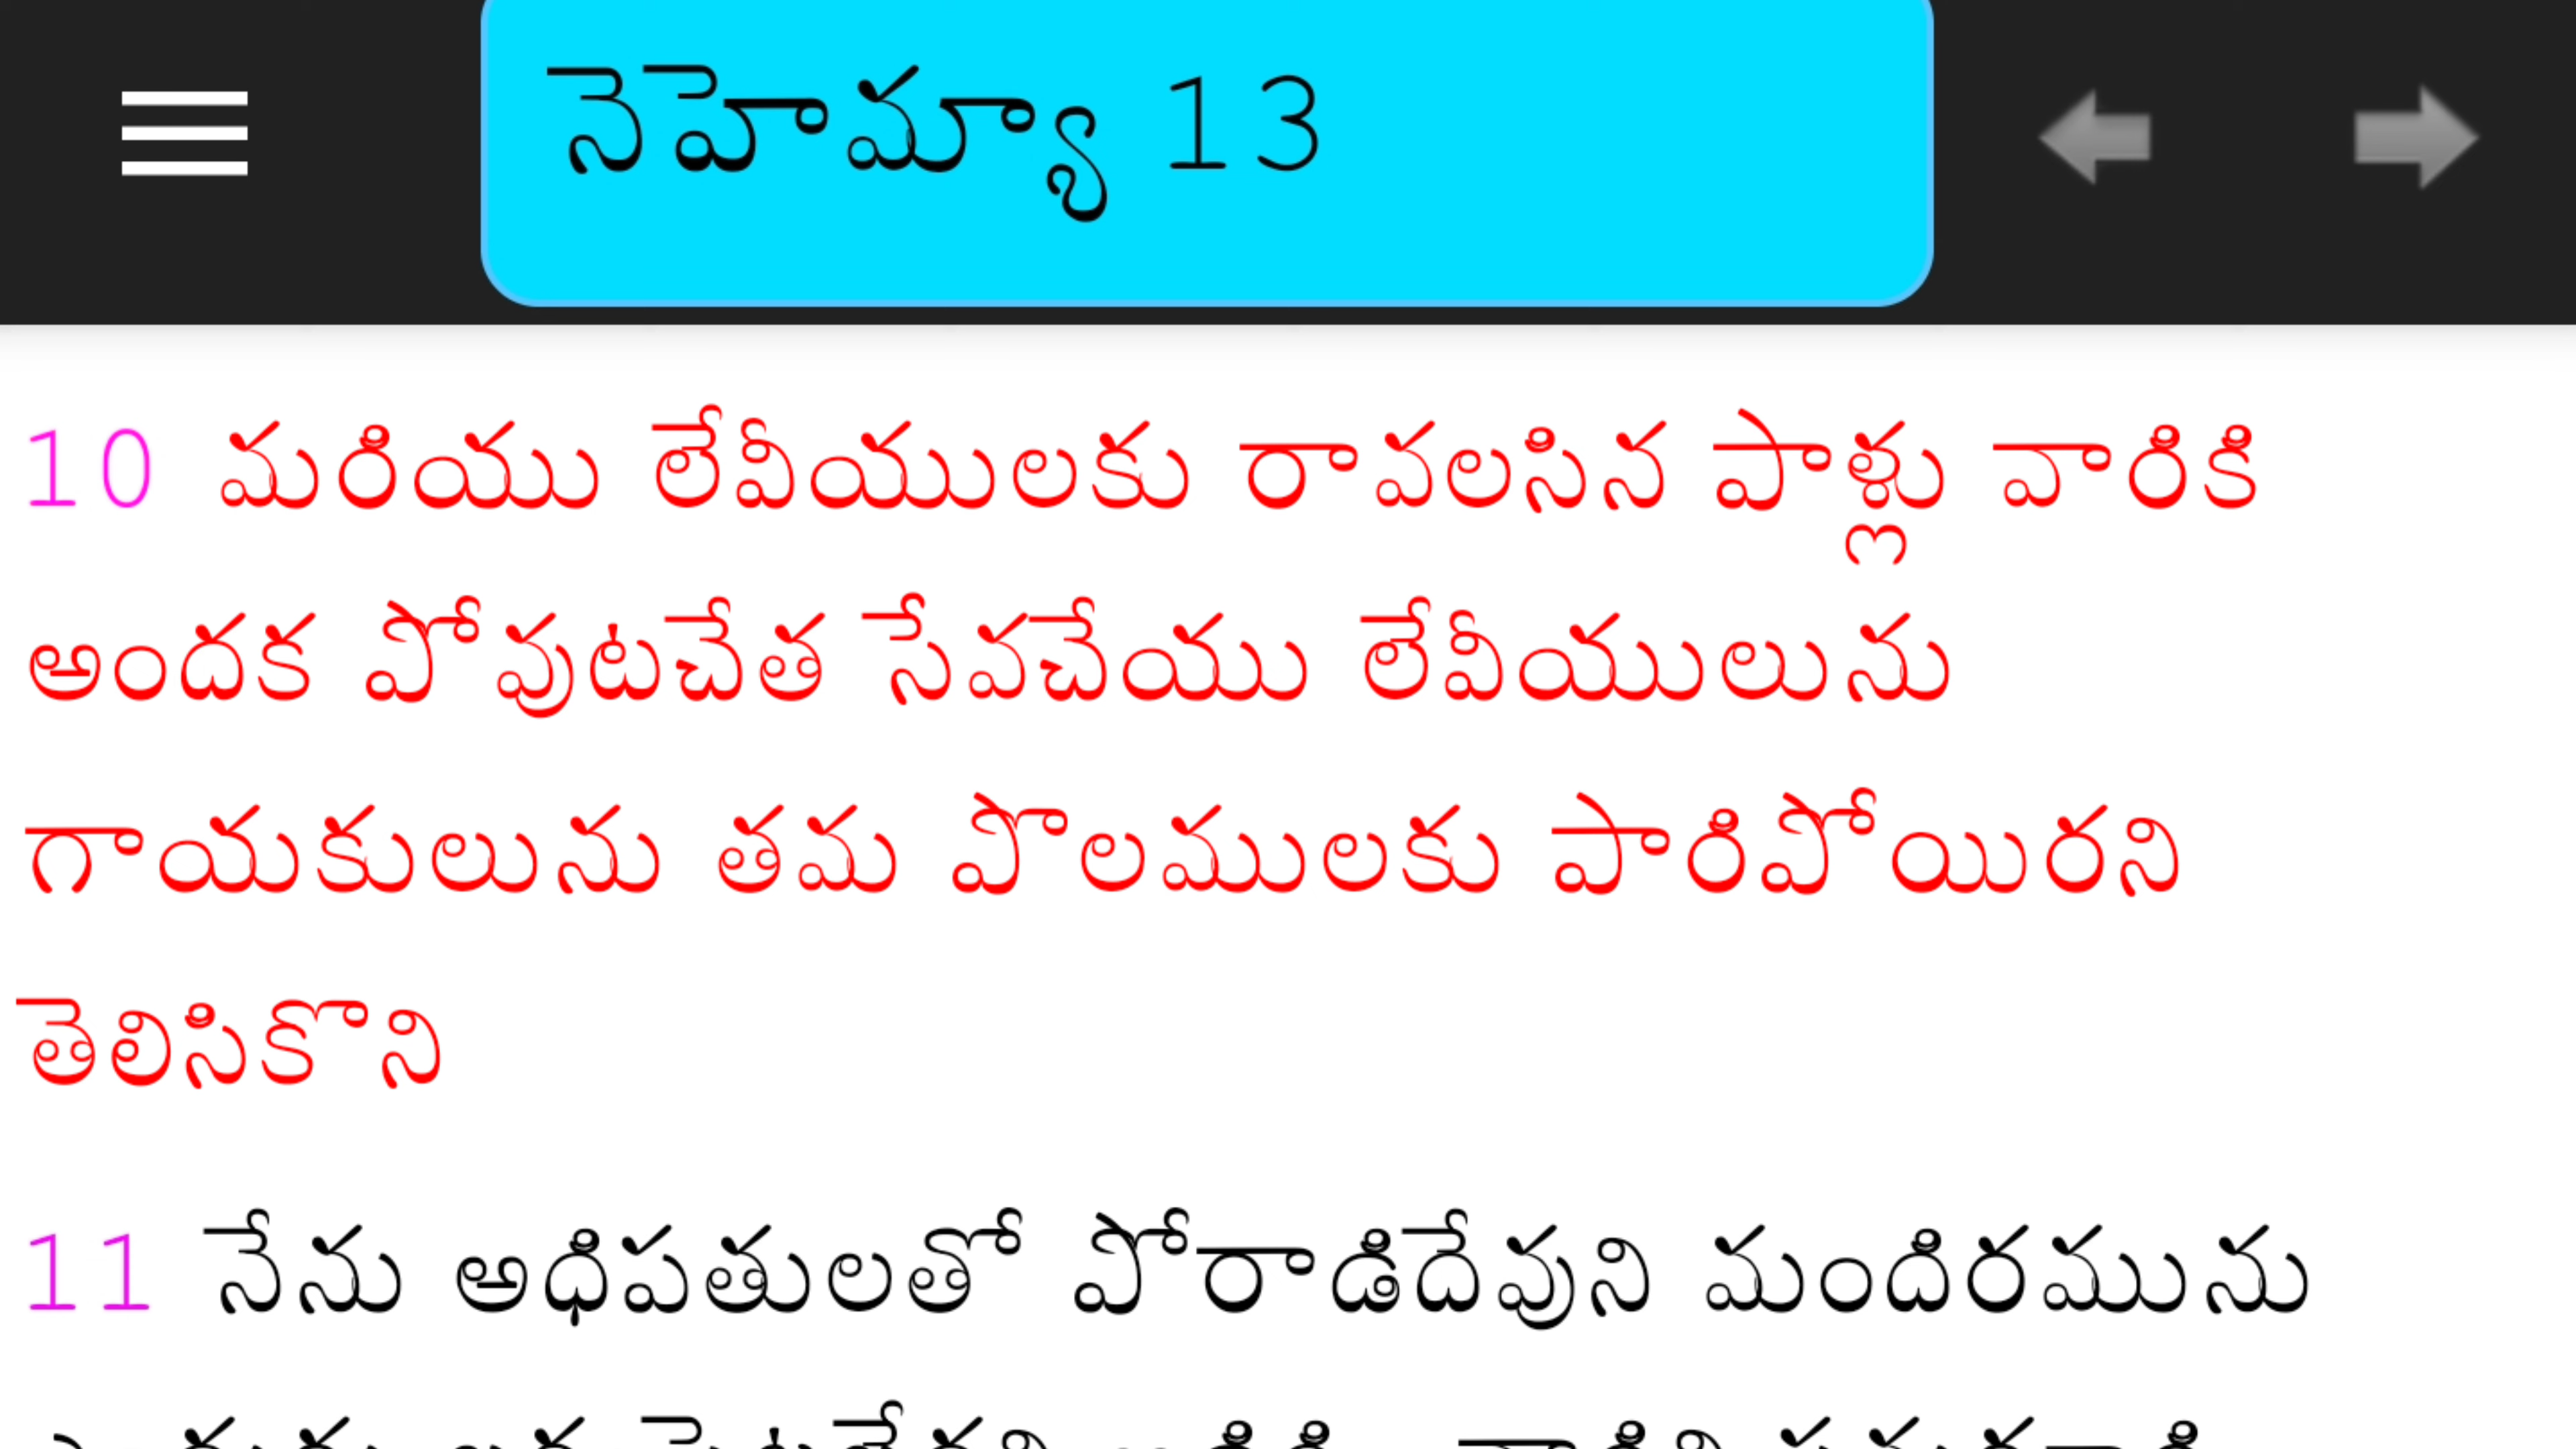 నెహెమ్యా 13
10 మరియు లేవీయులకు రావలసిన పాళ్లు వారికి
అందక పోవుటచేత సేవచేయు లేవీయులును
గాయకులును తమ పొలములకు పారిపోయిరని
తెలిసికొని
11 నేను అధిపతులతో పోరాడిదేవుని మందిరమును